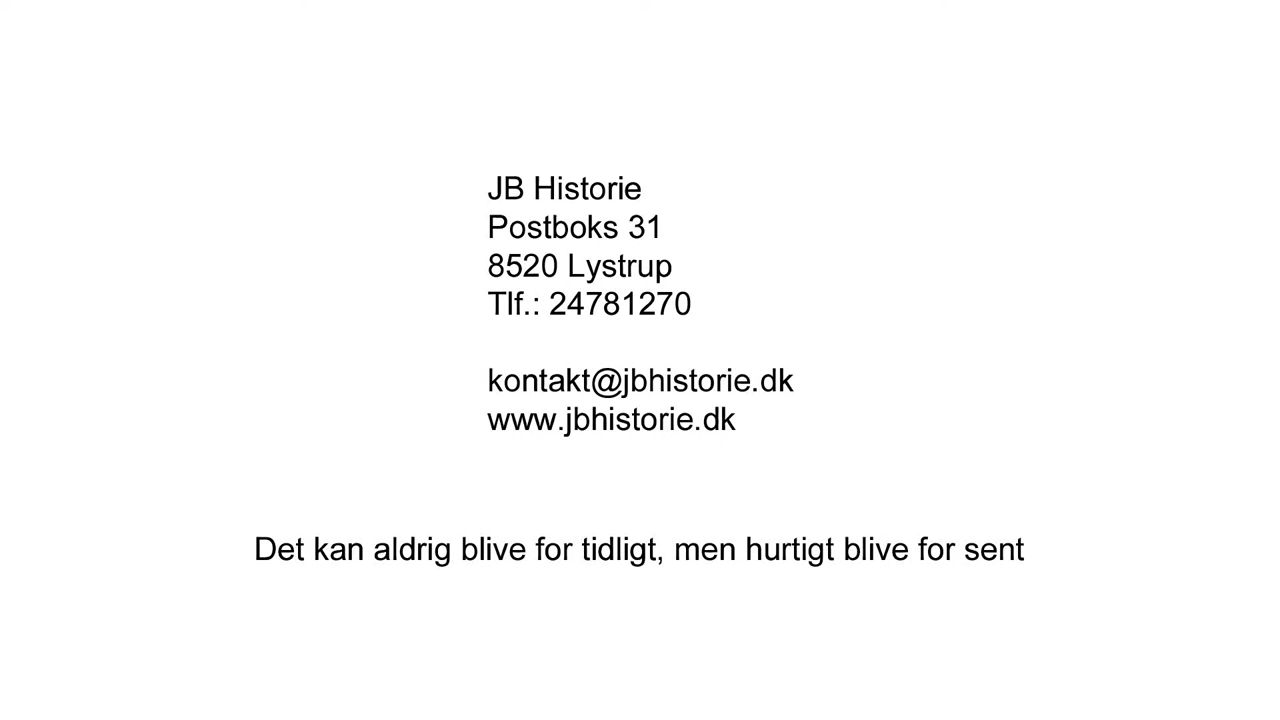 JB Historie
Postboks 31
8520 Lystrup
Tlf.: 24781270
kontakt@jbhistorie.dk
www.jbhistorie.dk
Det kan aldrig blive for tidligt, men hurtigt blive for sent